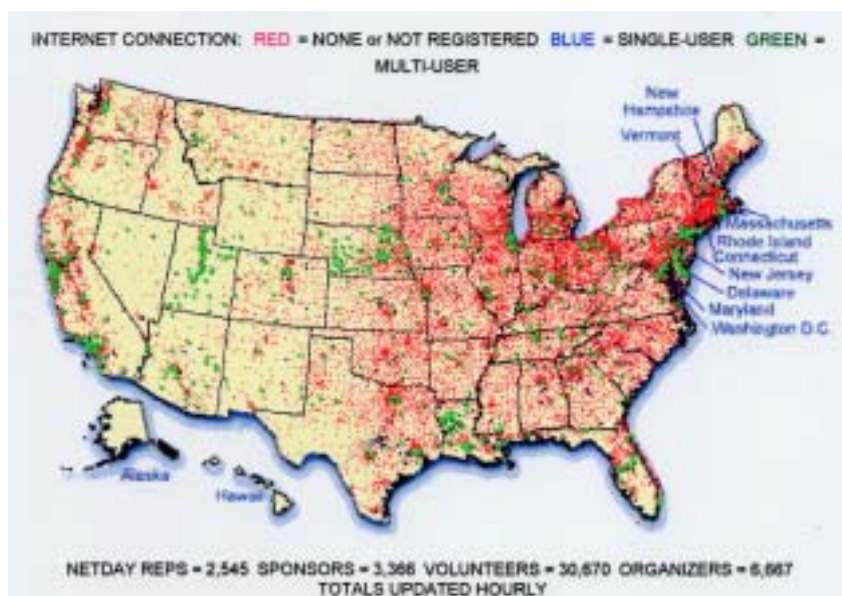 INTERNET CONNECTION: RED = NONE or NOT REGISTERED BLUE = SINGLE-USER GREEN =
MULTI-USER
New
Hampshire
Vermont
Massachusetts
Rhode Island
Connecticut
New Jersey
Delaware
Maryland
Washington D.C.
Alaska
Hawaii
NETDAY REPS = 2,545 SPONSORS = 3,366 VOLUNTEERS = 30,670 ORGANIZERS = 6,667
TOTALS UPDATED HOURLY